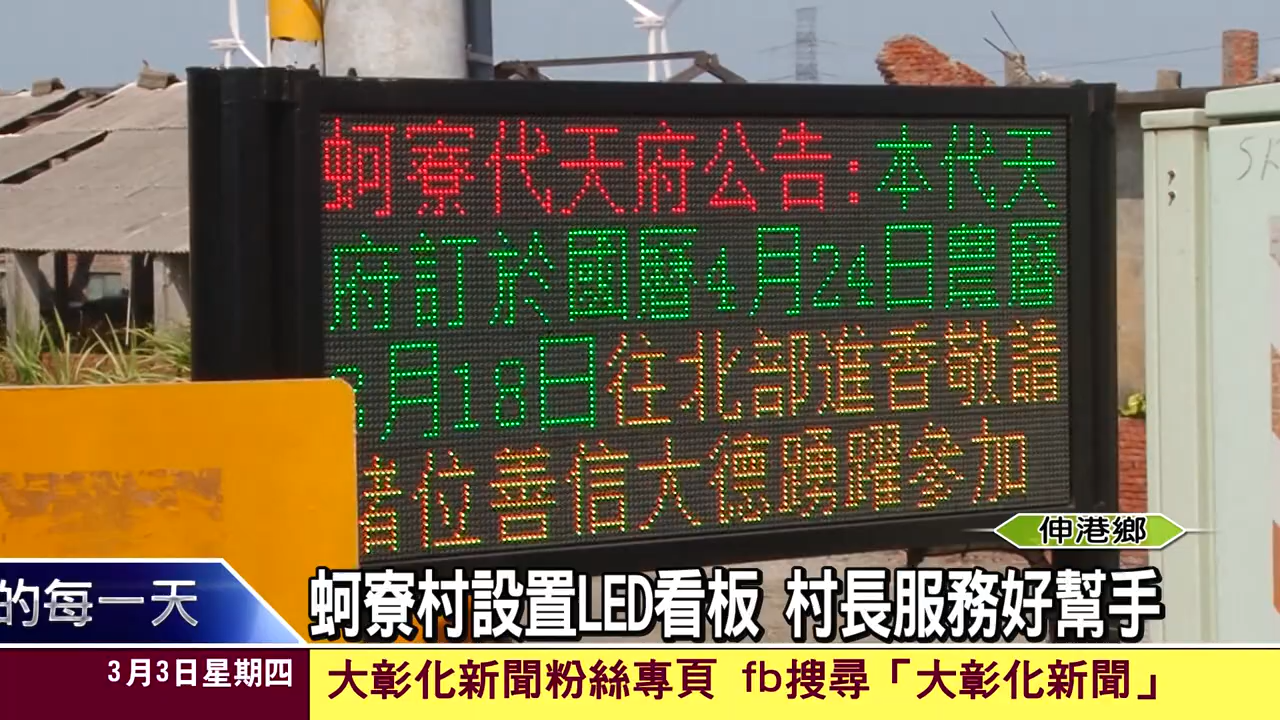 蚵寮代天府公告:本代天
府訂於國曆4月24日農曆
月18日往北部進香敬請
位善信大德踴躍參加
伸港鄉
的每一天
蚵寮村設置LED看板 村長服務好幫手
3月3日星期四
大彰化新聞粉絲專頁 fb搜尋「大彰化新聞」